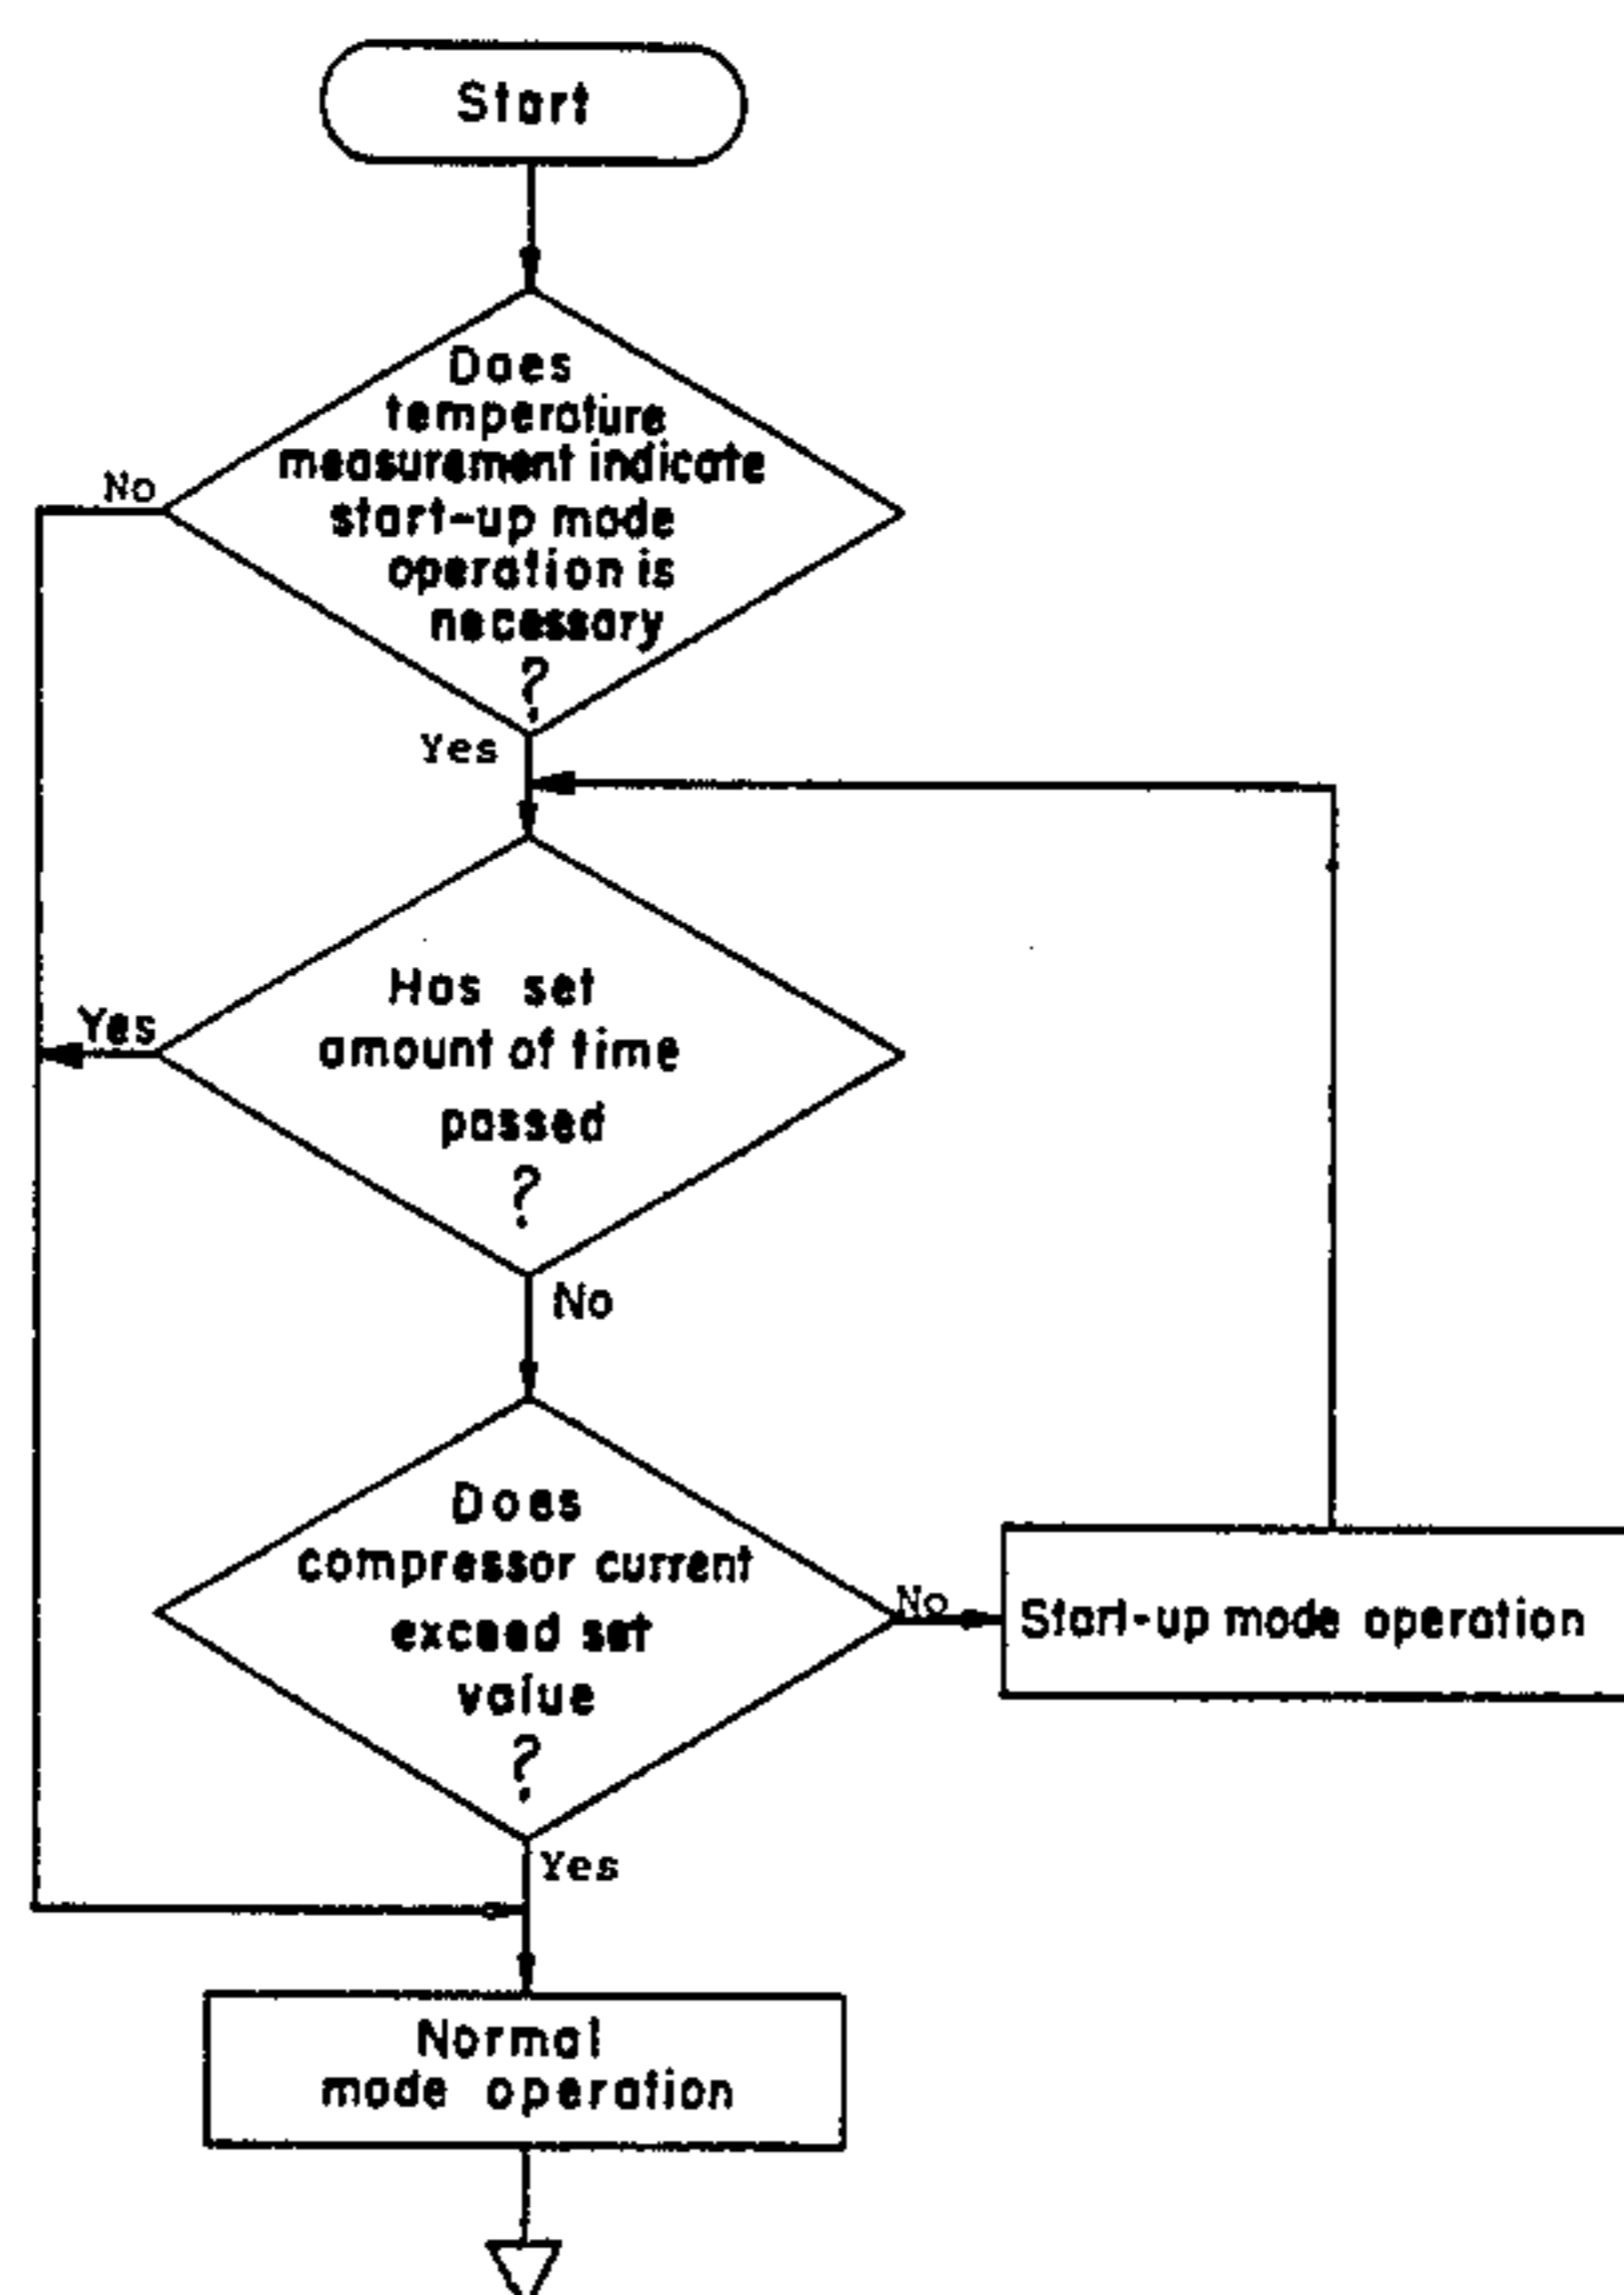 Start
Does
temperature
measurement indicate
start-up mode
operation is
necessary
?
No
Yes
Has set
amount of time
passed
?
Yes
No
Does
compressor current
exceed set
value
?
No
Start-up mode operation
Yes
Normal
mode operation